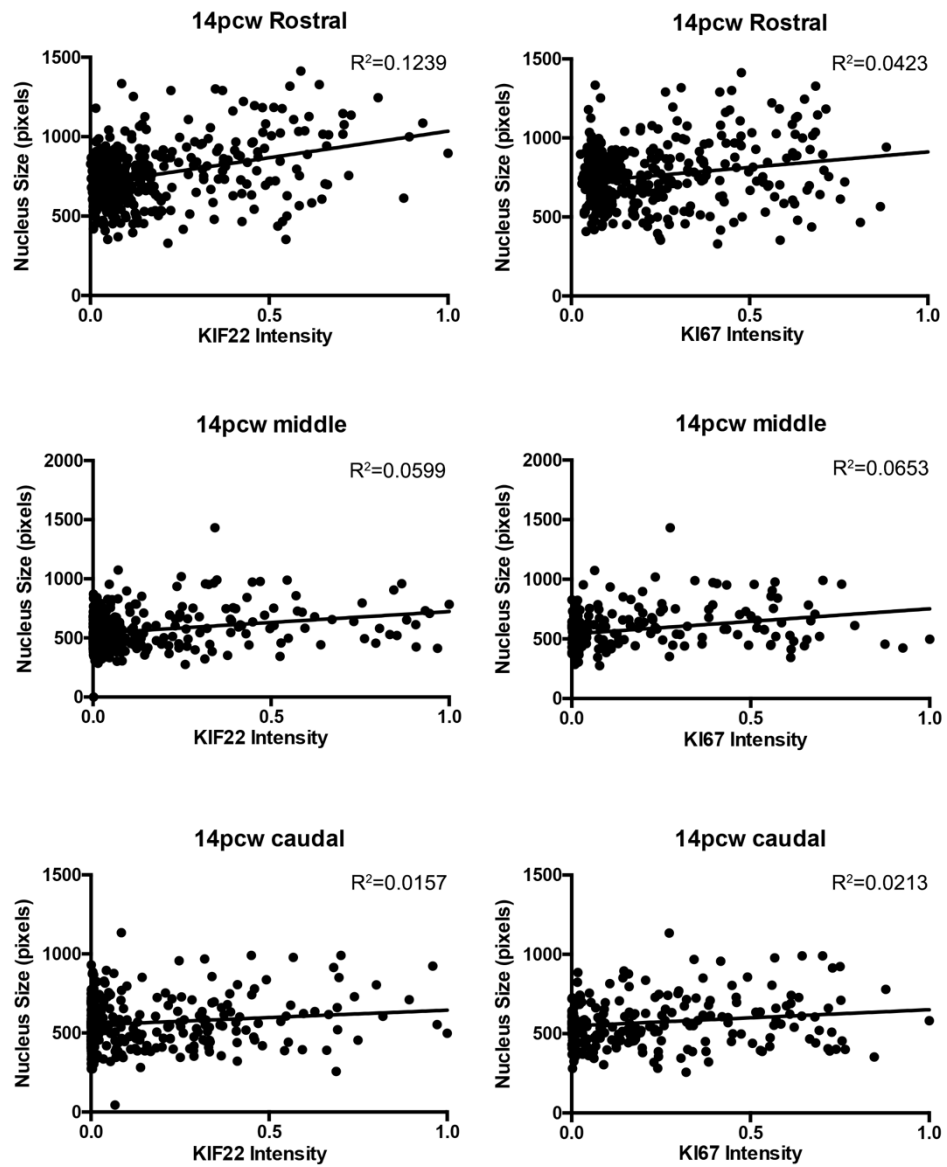 14pcw Rostral
R²=0.1239
Nucleus Size (pixels)
1500
1000
500
0
0.0
0.5
1.0
KIF22 Intensity
14pcw Rostral
R²=0.0423
Nucleus Size (pixels)
1500
1000
500
0
0.0
0.5
1.0
KI67 Intensity
14pcw middle
R²=0.0599
Nucleus Size (pixels)
2000
1500
1000
500
0
0.0
0.5
1.0
KIF22 Intensity
14pcw middle
R²=0.0653
Nucleus Size (pixels)
2000
1500
1000
500
0
0.0
0.5
1.0
KI67 Intensity
14pcw caudal
R²=0.0157
Nucleus Size (pixels)
1500
1000
500
0
0.0
0.5
1.0
KIF22 Intensity
14pcw caudal
R²=0.0213
Nucleus Size (pixels)
1500
1000
500
0
0.0
0.5
1.0
KI67 Intensity